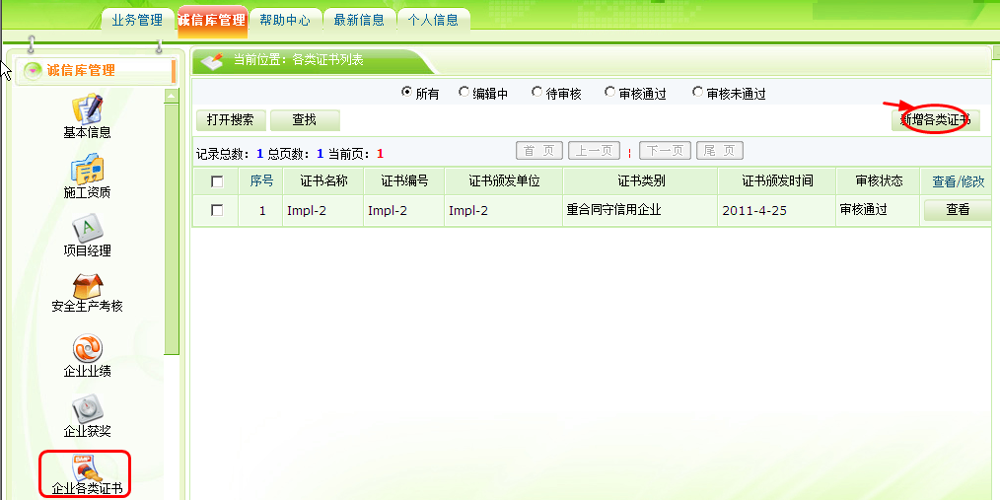 业务管理 诚信库管理 帮助中心 最新信息 个人信息
诚信库管理
基本信息
施工资质
项目经理
安全生产考核
企业业绩
企业获奖
企业各类证书
当前位置：各类证书列表
所有 编辑中 待审核 审核通过 审核未通过
打开搜索 查找 新增各类证书
记录总数：1 总页数：1 当前页：1 首 页 上一页 下一页 尾 页
序号 证书名称 证书编号 证书颁发单位 证书类别 证书颁发时间 审核状态 查看/修改
1 Impl-2 Impl-2 Impl-2 重合同守信用企业 2011-4-25 审核通过 查看